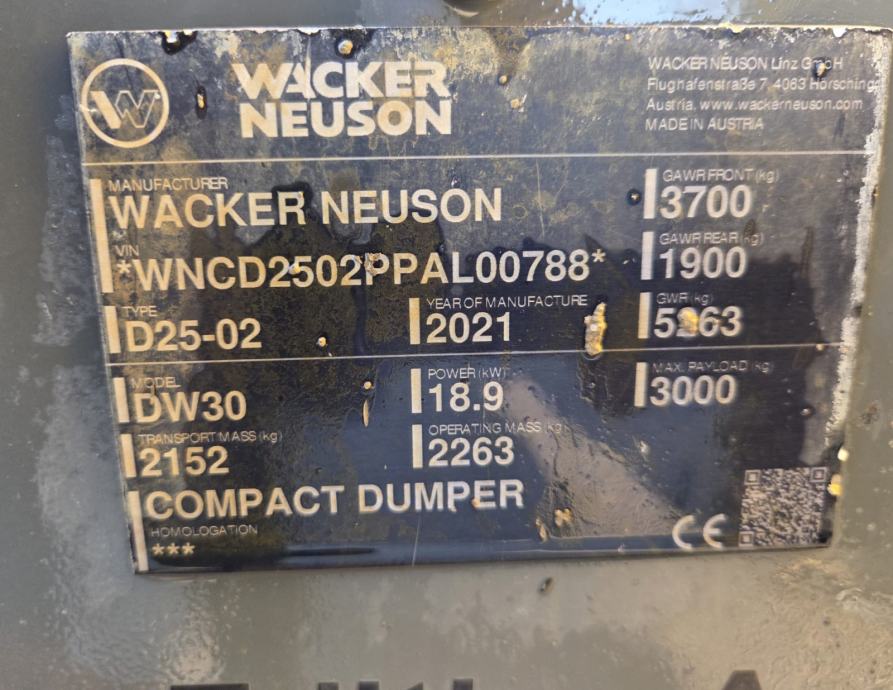 W
WACKER
NEUSON
WACKER NEUSON Linz GmbH
Flughafenstraße 7, 4063 Hörsching
Austria, www.wackerneuson.com
MADE IN AUSTRIA
MANUFACTURER
WACKER NEUSON
GAWR FRONT (kg)
3700
VIN
*WNCD2502PPAL00788*
GAWR REAR (kg)
1900
TYPE
D25-02
YEAR OF MANUFACTURE
2021
GWR (kg)
5263
MODEL
DW30
POWER (kW)
18.9
MAX. PAYLOAD (kg)
3000
TRANSPORT MASS (kg)
2152
OPERATING MASS (kg)
2263
COMPACT DUMPER
HOMOLOGATION
***
CE